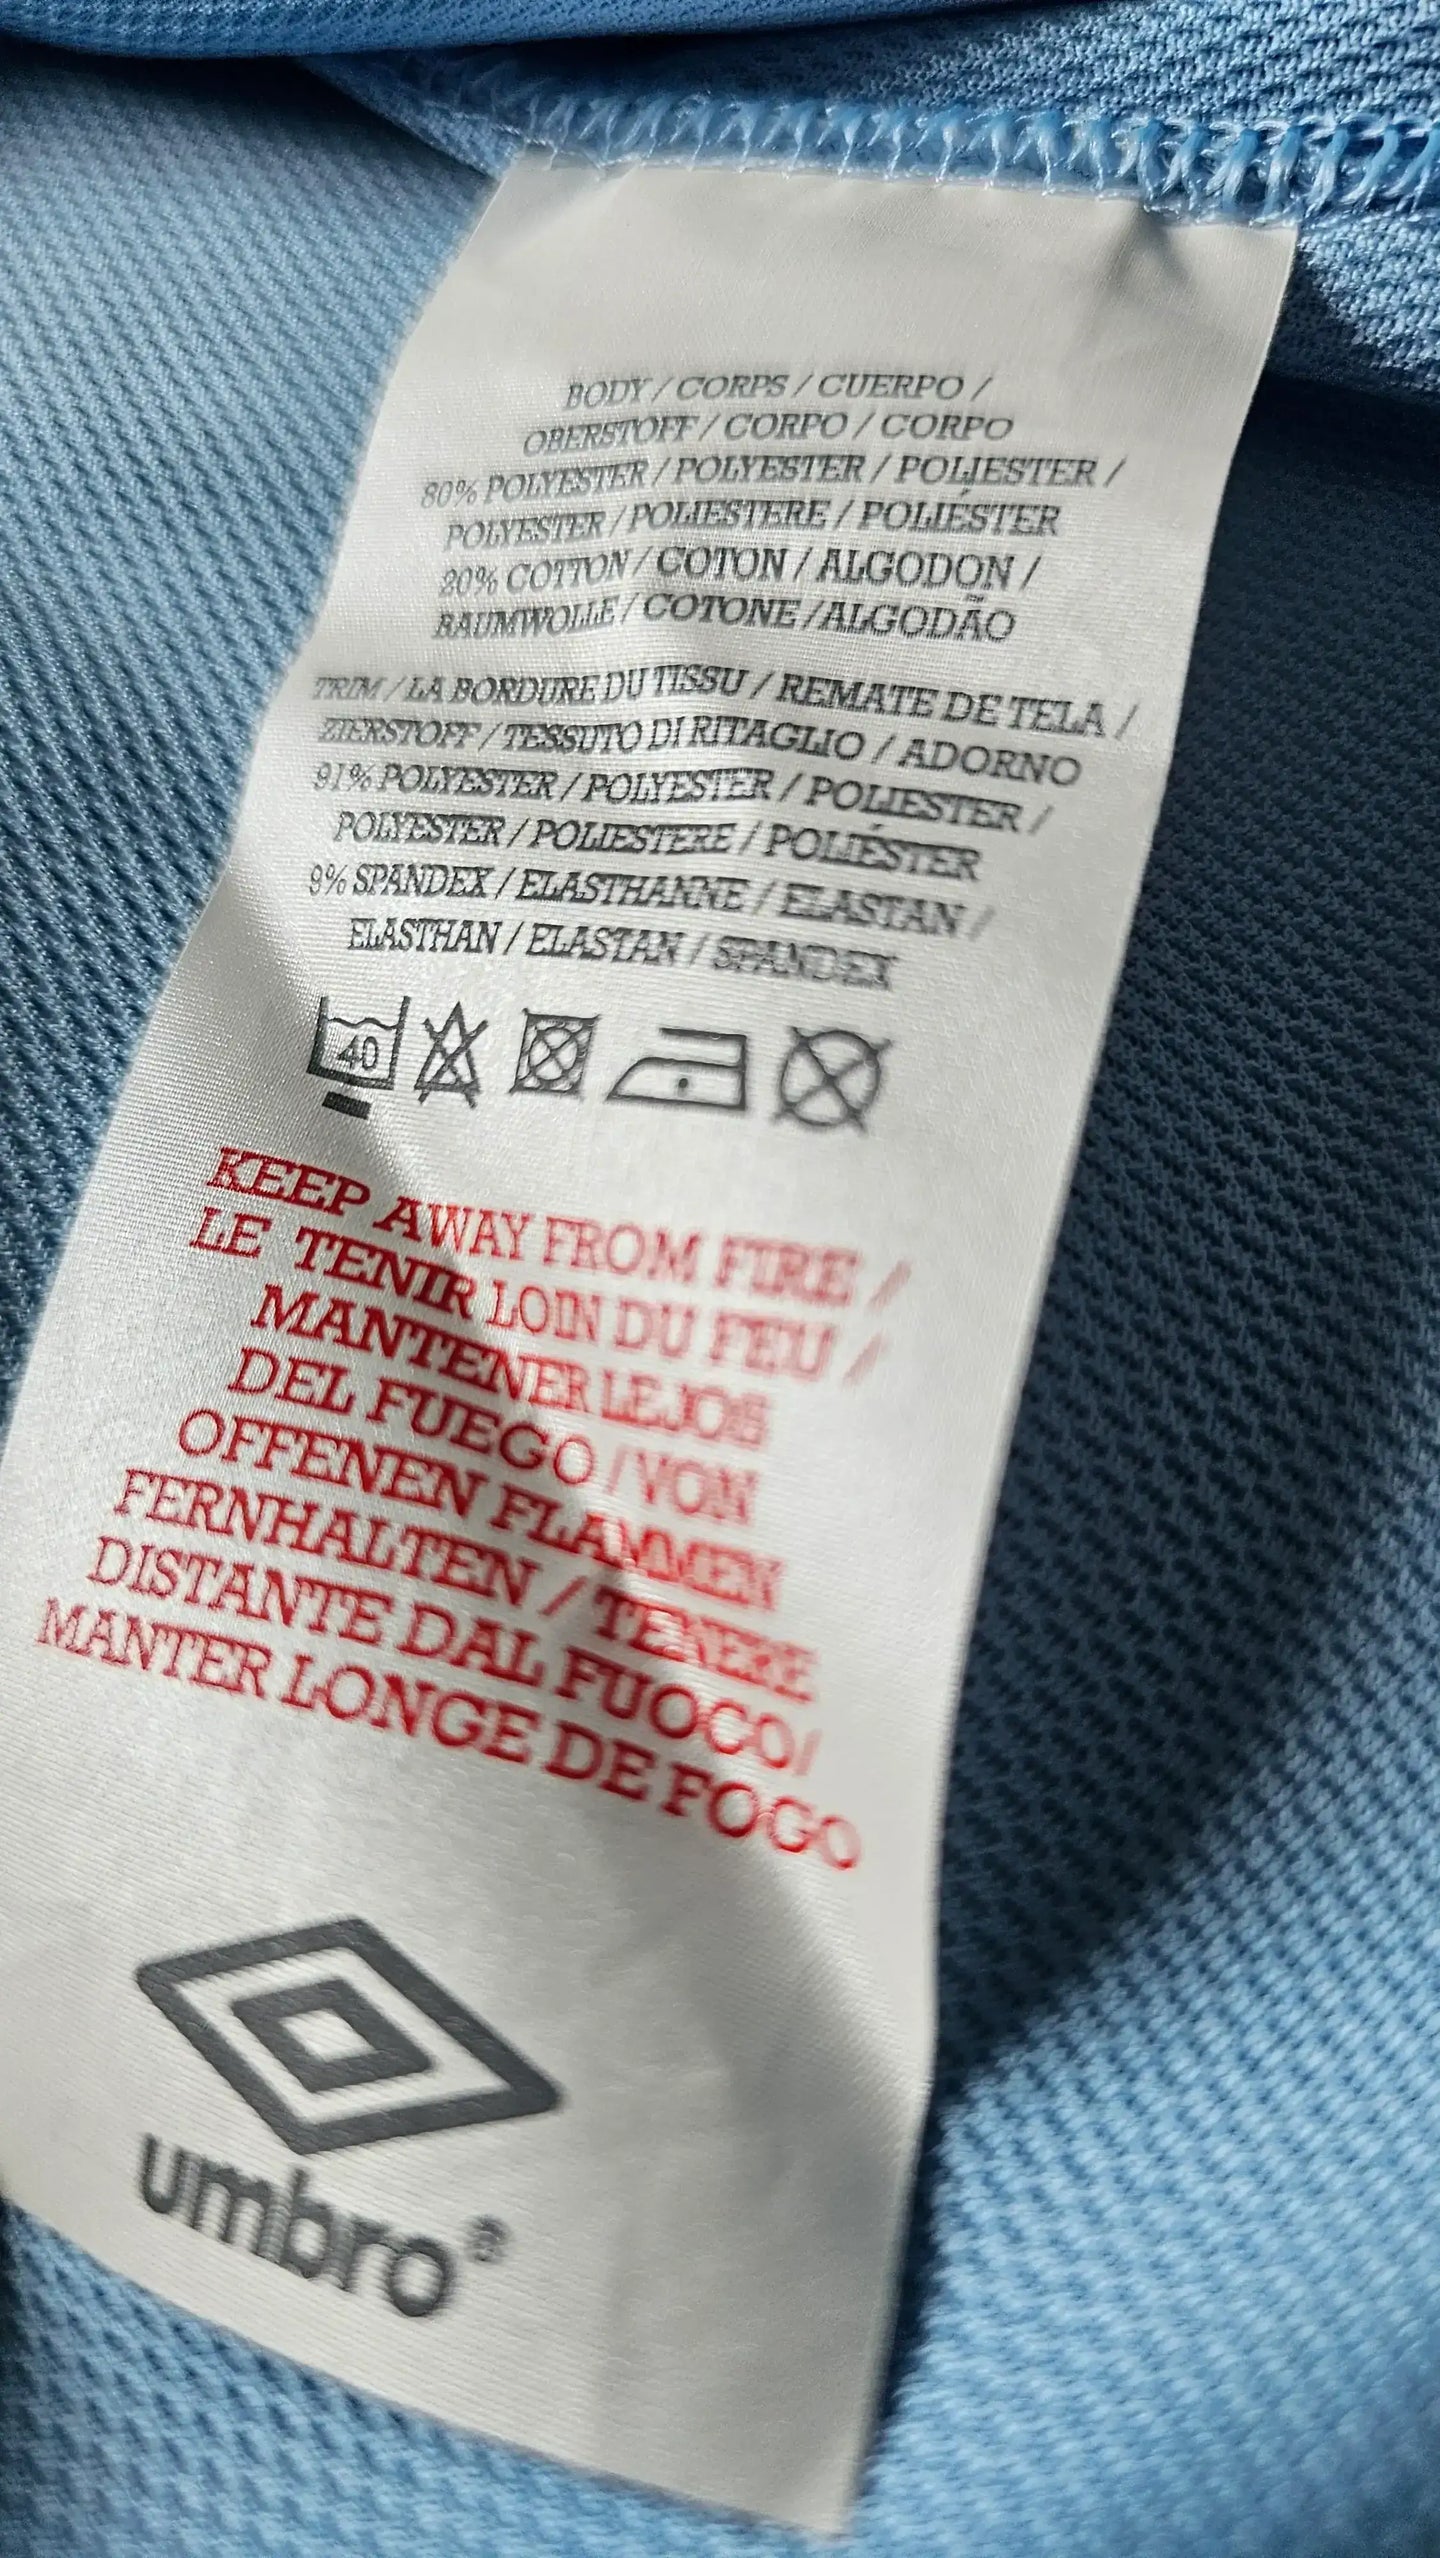 BODY / CORPS / CUERPO /
OBERSTOFF / CORPO / CORPO
80% POLYESTER / POLYESTER / POLIESTER /
POLYESTER / POLIESTERE / POLIÉSTER
20% COTTON / COTON / ALGODON /
BAUMWOLLE / COTONE /ALGODÃO
TRIM / LA BORDURE DU TISSU / REMATE DE TELA /
ZIERSTOFF / TESSUTO DI RITAGLIO / ADORNO
91% POLYESTER / POLYESTER / POLIESTER /
POLYESTER / POLIESTERE / POLIÉSTER
9% SPANDEX / ELASTHANNE / ELASTAN /
ELASTHAN / ELASTAN / SPANDEX
40
KEEP AWAY FROM FIRE /
LE TENIR LOIN DU FEU /
MANTENER LEJOS
DEL FUEGO / VON
OFFENEN FLAMMEN
FERNHALTEN / TENERE
DISTANTE DAL FUOCO/
MANTER LONGE DE FOGO
umbro®